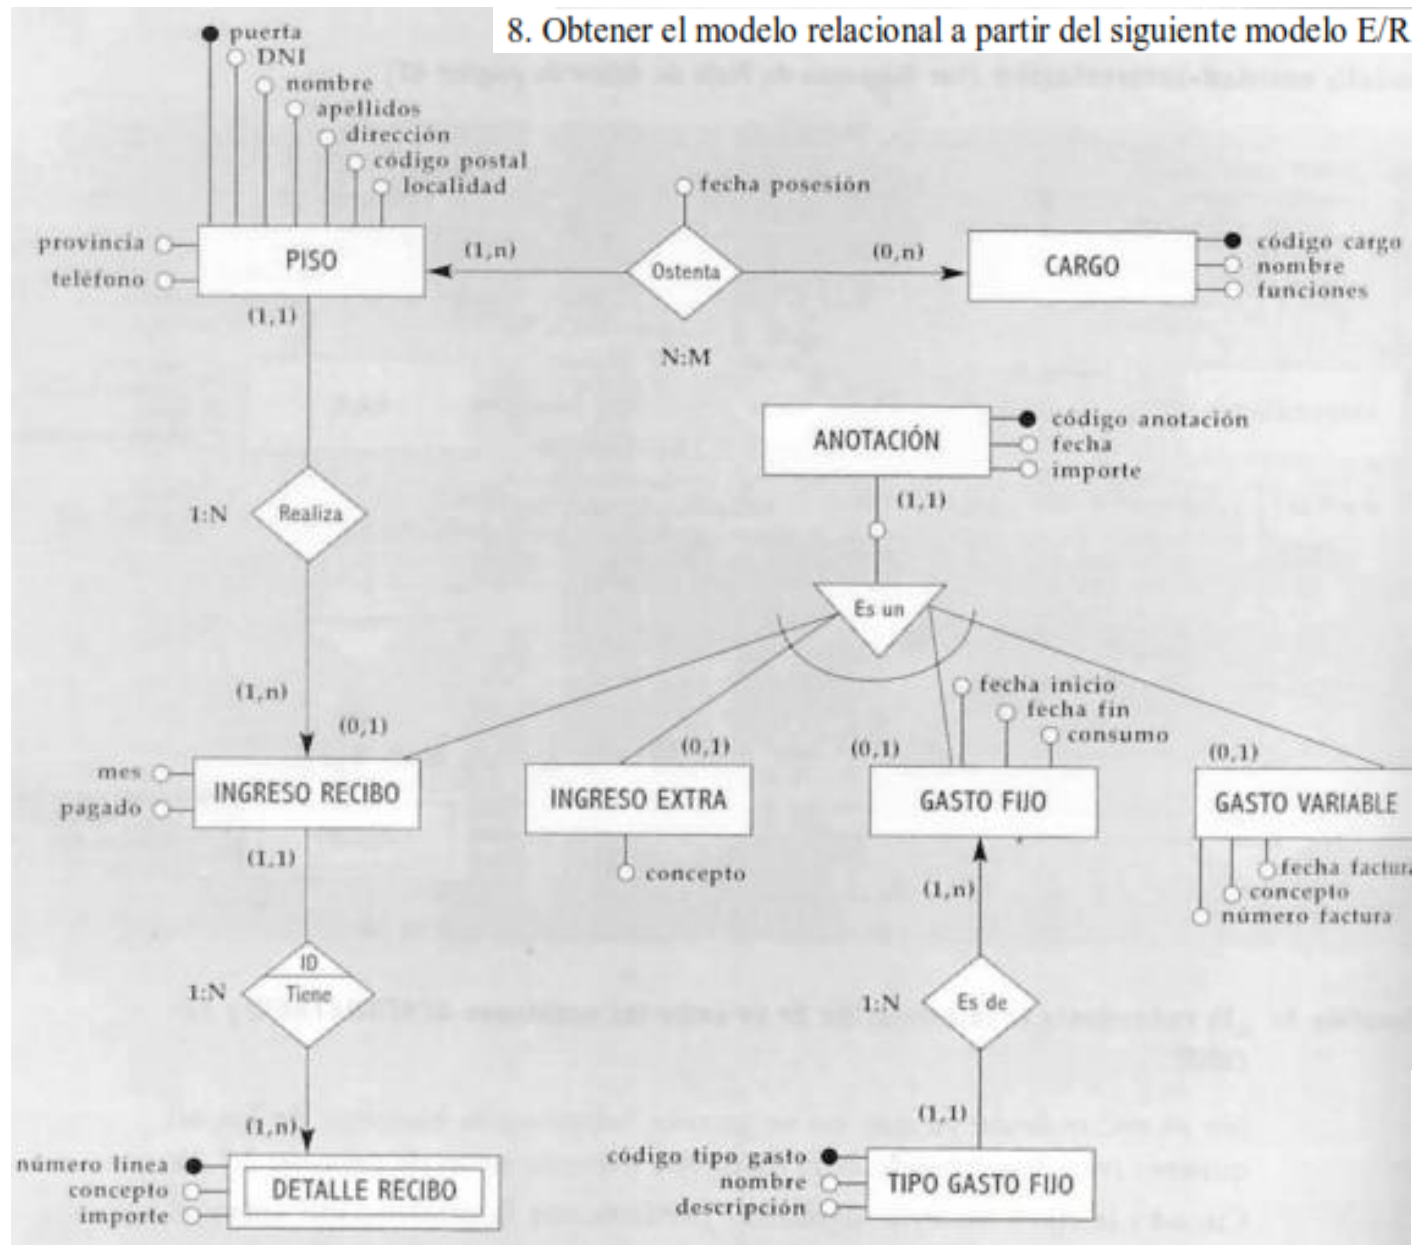 8. Obtener el modelo relacional a partir del siguiente modelo E/R
puerta
DNI
nombre
apellidos
dirección
código postal
localidad
provincia
teléfono
PISO
(1,n)
fecha posesión
Ostenta
N:M
(0,n)
CARGO
código cargo
nombre
funciones
(1,1)
1:N
Realiza
(1,n)
ANOTACIÓN
código anotación
fecha
importe
(1,1)
Es un
(0,1)
mes
pagado
INGRESO RECIBO
(0,1)
INGRESO EXTRA
concepto
(0,1)
fecha inicio
fecha fin
consumo
GASTO FIJO
(0,1)
GASTO VARIABLE
fecha factura
concepto
número factura
(1,1)
1:N
ID
Tiene
(1,n)
número línea
concepto
importe
DETALLE RECIBO
(1,n)
1:N
Es de
(1,1)
código tipo gasto
nombre
descripción
TIPO GASTO FIJO